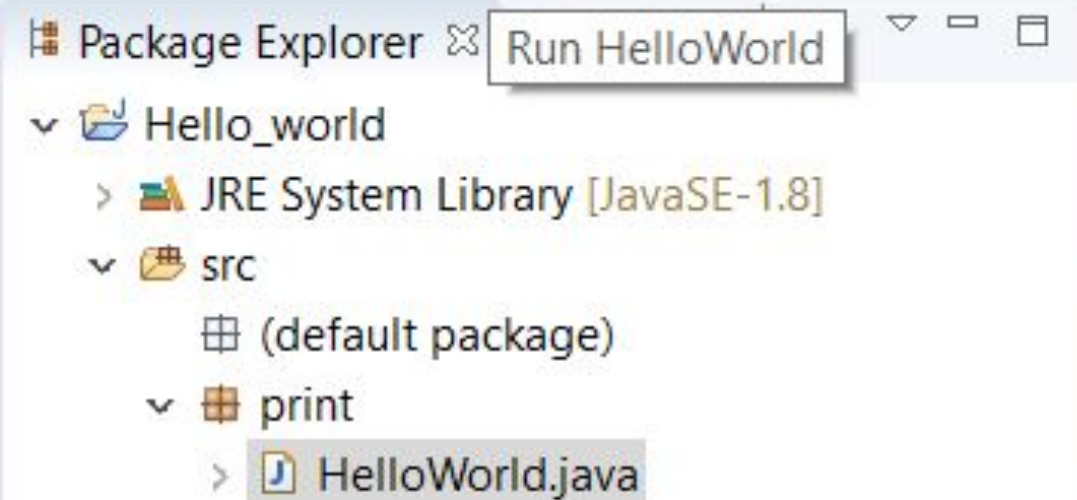 Package Explorer
Run HelloWorld
Hello_world
JRE System Library [JavaSE-1.8]
src
(default package)
print
HelloWorld.java